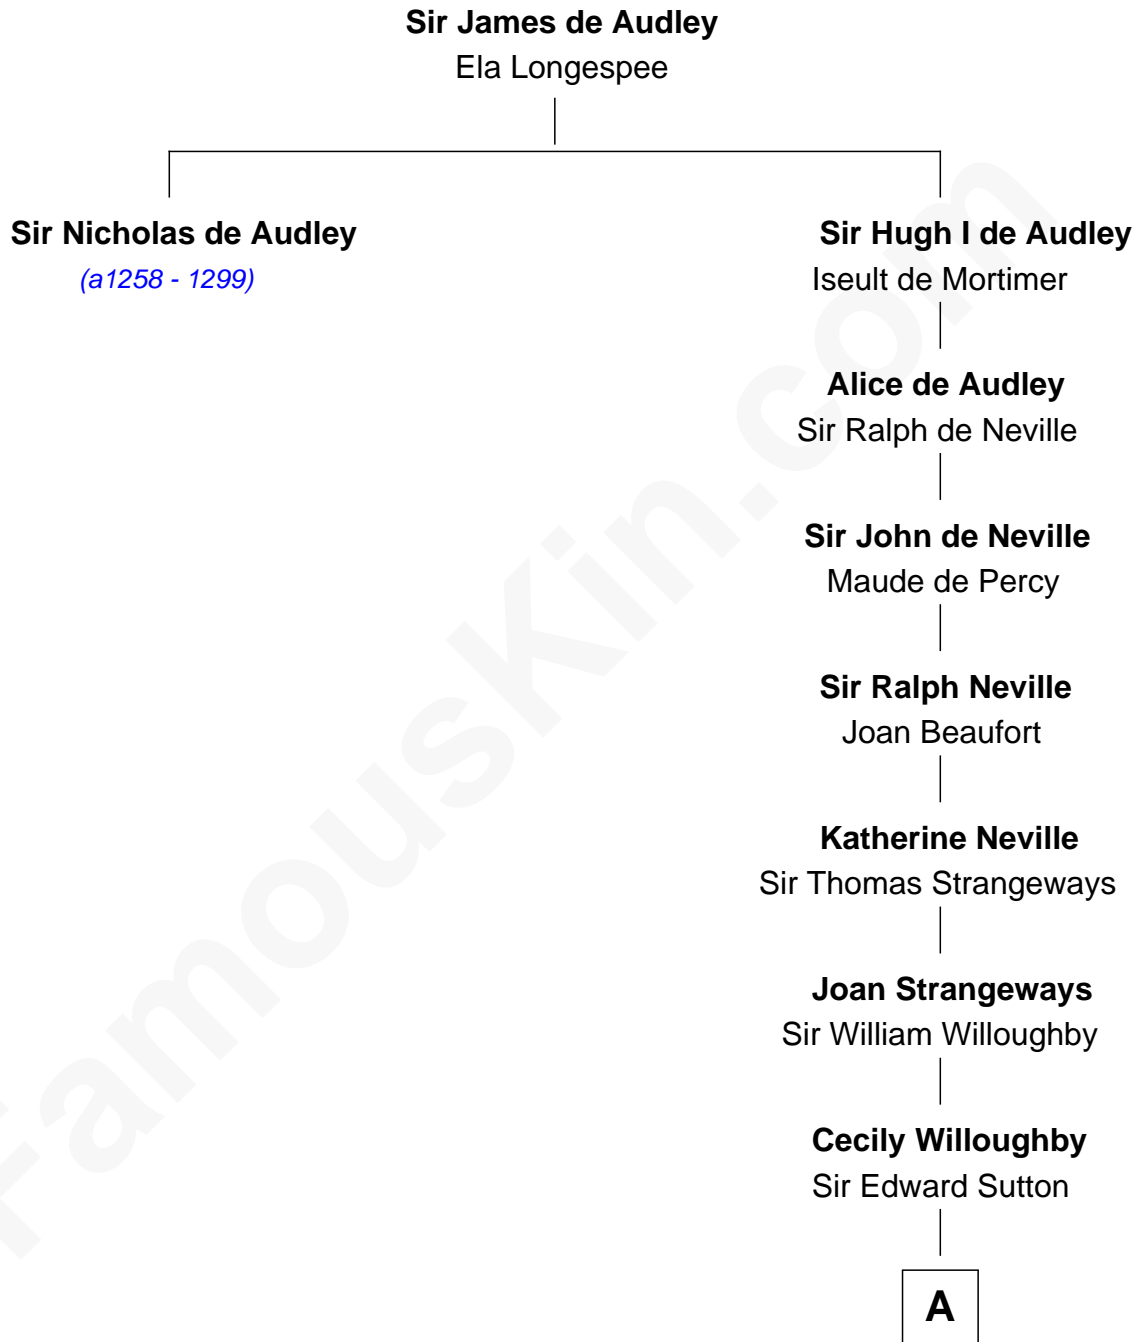 Sir James de Audley
Ela Longespee
Sir Nicholas de Audley
(a1258 - 1299)
Sir Hugh I de Audley
Iseult de Mortimer
Alice de Audley
Sir Ralph de Neville
Sir John de Neville
Maude de Percy
Sir Ralph Neville
Joan Beaufort
Katherine Neville
Sir Thomas Strangeways
Joan Strangeways
Sir William Willoughby
Cecily Willoughby
Sir Edward Sutton
A
FamousKin.com